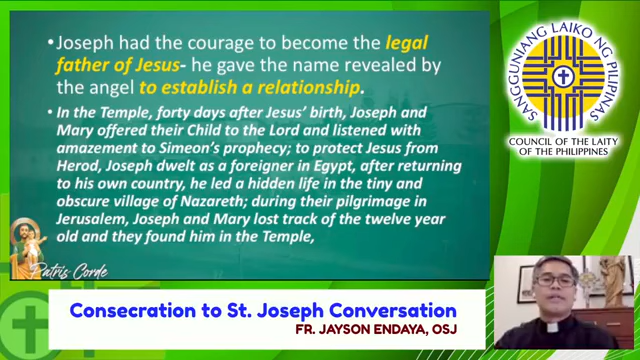 •Joseph had the courage to become the legal
father of Jesus- he gave the name revealed by
the angel to establish a relationship.
• In the Temple, forty days after Jesus' birth, Joseph and
Mary offered their Child to the Lord and listened with
amazement to Simeon's prophecy; to protect Jesus from
Herod, Joseph dwelt as a foreigner in Egypt, after returning
to his own country, he led a hidden life in the tiny and
obscure village of Nazareth; during their pilgrimage in
Jerusalem, Joseph and Mary lost track of the twelve year
old and they found him in the Temple,
Patris Corde
SANGGUNIANG LAIKO NG PILIPINAS
COUNCIL OF THE LAITY
OF THE PHILIPPINES
Consecration to St. Joseph Conversation
FR. JAYSON ENDAYA, OSJ